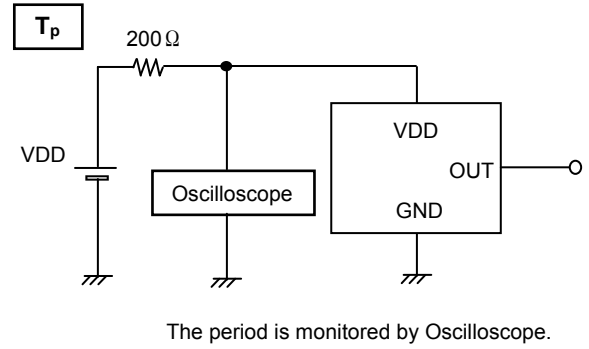 Tp
200Ω
VDD
Oscilloscope
VDD
OUT
GND
The period is monitored by Oscilloscope.